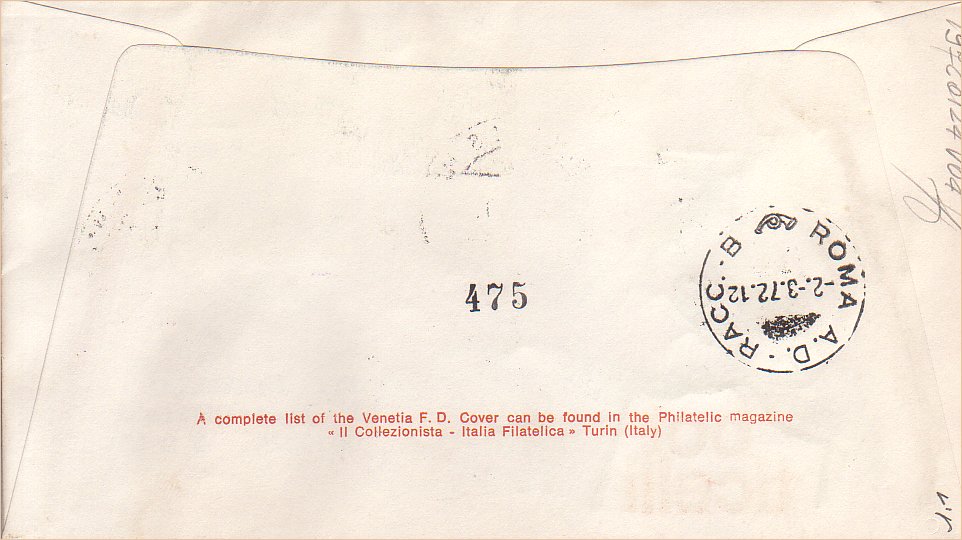 475
ROMA A.D. - RACC. - B
-2.-3.72.12
A complete list of the Venetia F. D. Cover can be found in the Philatelic magazine
« Il Collezionista - Italia Filatelica » Turin (Italy)